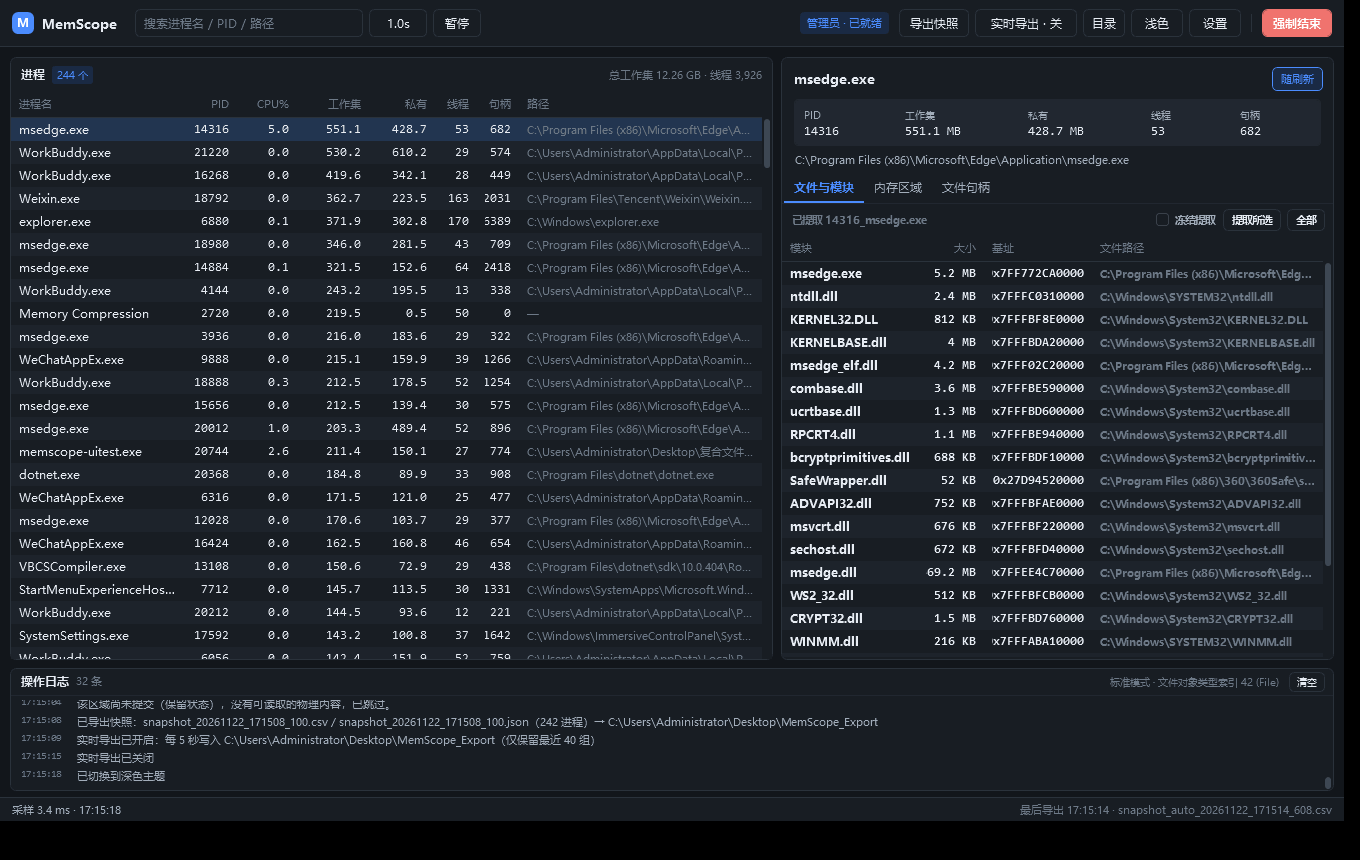 M MemScope 搜索进程名 / PID / 路径 1.0s 暂停 管理员 · 已就绪 导出快照 实时导出 · 关 目录 浅色 设置 强制结束
进程 244 个 总工作集 12.26 GB · 线程 3,926
进程名 PID CPU% 工作集 私有 线程 句柄 路径
msedge.exe 14316 5.0 551.1 428.7 53 682 C:\Program Files (x86)\Microsoft\Edge\A...
WorkBuddy.exe 21220 0.0 530.2 610.2 29 574 C:\Users\Administrator\AppData\Local\P...
WorkBuddy.exe 16268 0.0 419.6 342.1 28 449 C:\Users\Administrator\AppData\Local\P...
Weixin.exe 18792 0.0 362.7 223.5 163 2031 C:\Program Files\Tencent\Weixin\Weixin....
explorer.exe 6880 0.1 371.9 302.8 170 5389 C:\Windows\explorer.exe
msedge.exe 18980 0.0 346.0 281.5 43 709 C:\Program Files (x86)\Microsoft\Edge\A...
msedge.exe 14884 0.1 321.5 152.6 64 2418 C:\Program Files (x86)\Microsoft\Edge\A...
WorkBuddy.exe 4144 0.0 243.2 195.5 13 338 C:\Users\Administrator\AppData\Local\P...
Memory Compression 2720 0.0 219.5 0.5 50 0 —
msedge.exe 3936 0.0 216.0 183.6 29 322 C:\Program Files (x86)\Microsoft\Edge\A...
WeChatAppEx.exe 9888 0.0 215.1 159.9 39 1266 C:\Users\Administrator\AppData\Roamin...
WorkBuddy.exe 18888 0.3 212.5 178.5 52 1254 C:\Users\Administrator\AppData\Local\P...
msedge.exe 15656 0.0 212.5 139.4 30 575 C:\Program Files (x86)\Microsoft\Edge\A...
msedge.exe 20012 1.0 203.3 489.4 52 896 C:\Program Files (x86)\Microsoft\Edge\A...
memscope-uitest.exe 20744 2.6 211.4 150.1 27 774 C:\Users\Administrator\Desktop\复合文件...
dotnet.exe 20368 0.0 184.8 89.9 33 908 C:\Program Files\dotnet\dotnet.exe
WeChatAppEx.exe 6316 0.0 171.5 121.0 25 477 C:\Users\Administrator\AppData\Roamin...
msedge.exe 12028 0.0 170.6 103.7 29 377 C:\Program Files (x86)\Microsoft\Edge\A...
WeChatAppEx.exe 16424 0.0 162.5 160.8 46 654 C:\Users\Administrator\AppData\Roamin...
VBCSCompiler.exe 13108 0.0 150.6 72.9 29 438 C:\Program Files\dotnet\sdk\10.0.404\Ro...
StartMenuExperienceHos... 7712 0.0 145.7 113.5 30 1331 C:\Windows\SystemApps\Microsoft.Wind...
WorkBuddy.exe 20212 0.0 144.5 93.6 12 221 C:\Users\Administrator\AppData\Local\P...
SystemSettings.exe 17592 0.0 143.2 100.8 37 1642 C:\Windows\ImmersiveControlPanel\Syst...
WorkBuddy.exe 6056 0.0 142.4 151.9 52 759 C:\Users\Administrator\AppData\Local\P...
msedge.exe 随刷新
PID 工作集 私有 线程 句柄
14316 551.1 MB 428.7 MB 53 682
C:\Program Files (x86)\Microsoft\Edge\Application\msedge.exe
文件与模块 内存区域 文件句柄
已提取 14316_msedge.exe 冻结提取 提取所选 全部
模块 大小 基址 文件路径
msedge.exe 5.2 MB x7FF772CA0000 C:\Program Files (x86)\Microsoft\Edg...
ntdll.dll 2.4 MB x7FFFC0310000 C:\Windows\SYSTEM32\ntdll.dll
KERNEL32.DLL 812 KB x7FFFBF8E0000 C:\Windows\System32\KERNEL32.DLL
KERNELBASE.dll 4 MB x7FFFBDA20000 C:\Windows\System32\KERNELBASE.dll
msedge_elf.dll 4.2 MB x7FFF02C20000 C:\Program Files (x86)\Microsoft\Edg...
combase.dll 3.6 MB x7FFFBE590000 C:\Windows\System32\combase.dll
ucrtbase.dll 1.3 MB x7FFFBD600000 C:\Windows\System32\ucrtbase.dll
RPCRT4.dll 1.1 MB x7FFFBE940000 C:\Windows\System32\RPCRT4.dll
bcryptprimitives.dll 688 KB x7FFFBDF10000 C:\Windows\System32\bcryptprimitiv...
SafeWrapper.dll 52 KB 0x27D94520000 C:\Program Files (x86)\360\360Safe\s...
ADVAPI32.dll 752 KB x7FFFBFAE0000 C:\Windows\System32\ADVAPI32.dll
msvcrt.dll 676 KB x7FFFBF220000 C:\Windows\System32\msvcrt.dll
sechost.dll 672 KB x7FFFBFD40000 C:\Windows\System32\sechost.dll
msedge.dll 69.2 MB x7FFEE4C70000 C:\Program Files (x86)\Microsoft\Edg...
WS2_32.dll 512 KB x7FFFBFCB0000 C:\Windows\System32\WS2_32.dll
CRYPT32.dll 1.5 MB x7FFFBD760000 C:\Windows\System32\CRYPT32.dll
WINMM.dll 216 KB x7FFFABA10000 C:\Windows\SYSTEM32\WINMM.dll
操作日志 32 条 标准模式 · 文件对象类型索引 42 (File) 清空
17:15:04 该区域尚未提交（保留状态），没有可读取的物理内容，已跳过。
17:15:08 已导出快照：snapshot_20261122_171508_100.csv / snapshot_20261122_171508_100.json（242 进程）→ C:\Users\Administrator\Desktop\MemScope_Export
17:15:09 实时导出已开启：每 5 秒写入 C:\Users\Administrator\Desktop\MemScope_Export（仅保留最近 40 组）
17:15:15 实时导出已关闭
17:15:18 已切换到深色主题
采样 3.4 ms · 17:15:18 最后导出 17:15:14 · snapshot_auto_20261122_171514_608.csv